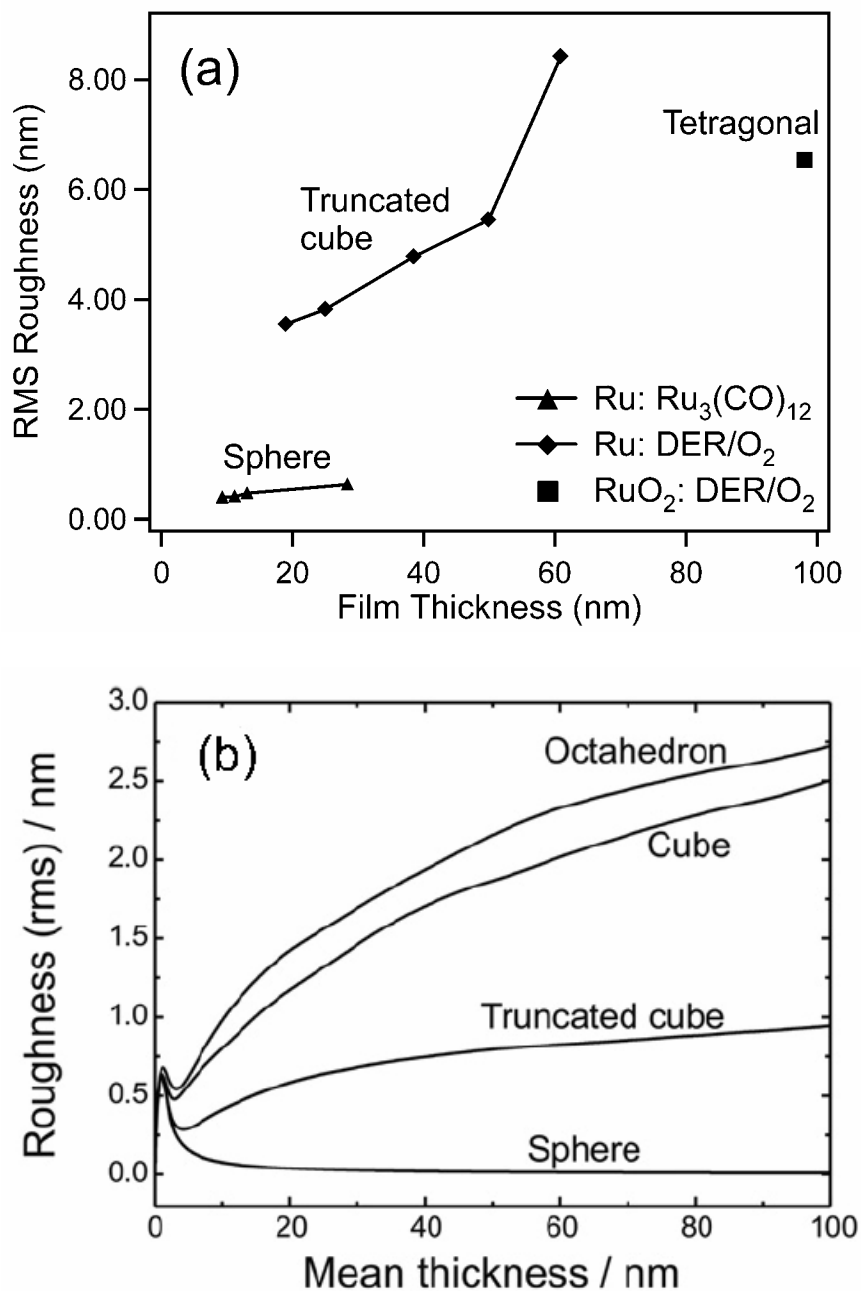 (a)
RMS Roughness (nm)
8.00
6.00
4.00
2.00
0.00
Tetragonal
Truncated
cube
Sphere
Ru: Ru₃(CO)₁₂
Ru: DER/O₂
RuO₂: DER/O₂
0 20 40 60 80 100
Film Thickness (nm)
(b)
Roughness (rms) / nm
3.0
2.5
2.0
1.5
1.0
0.5
0.0
Octahedron
Cube
Truncated cube
Sphere
0 20 40 60 80 100
Mean thickness / nm